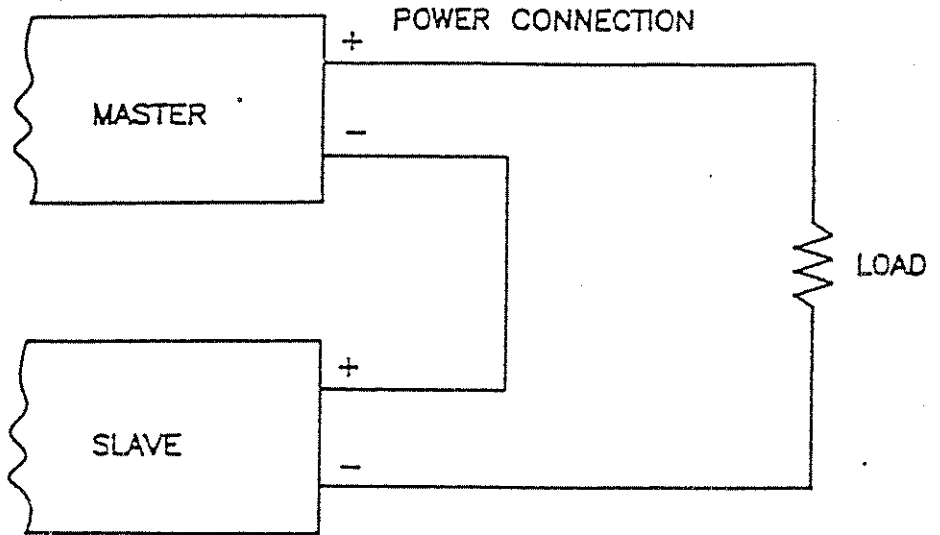 POWER CONNECTION
+
MASTER
-
LOAD
+
SLAVE
-